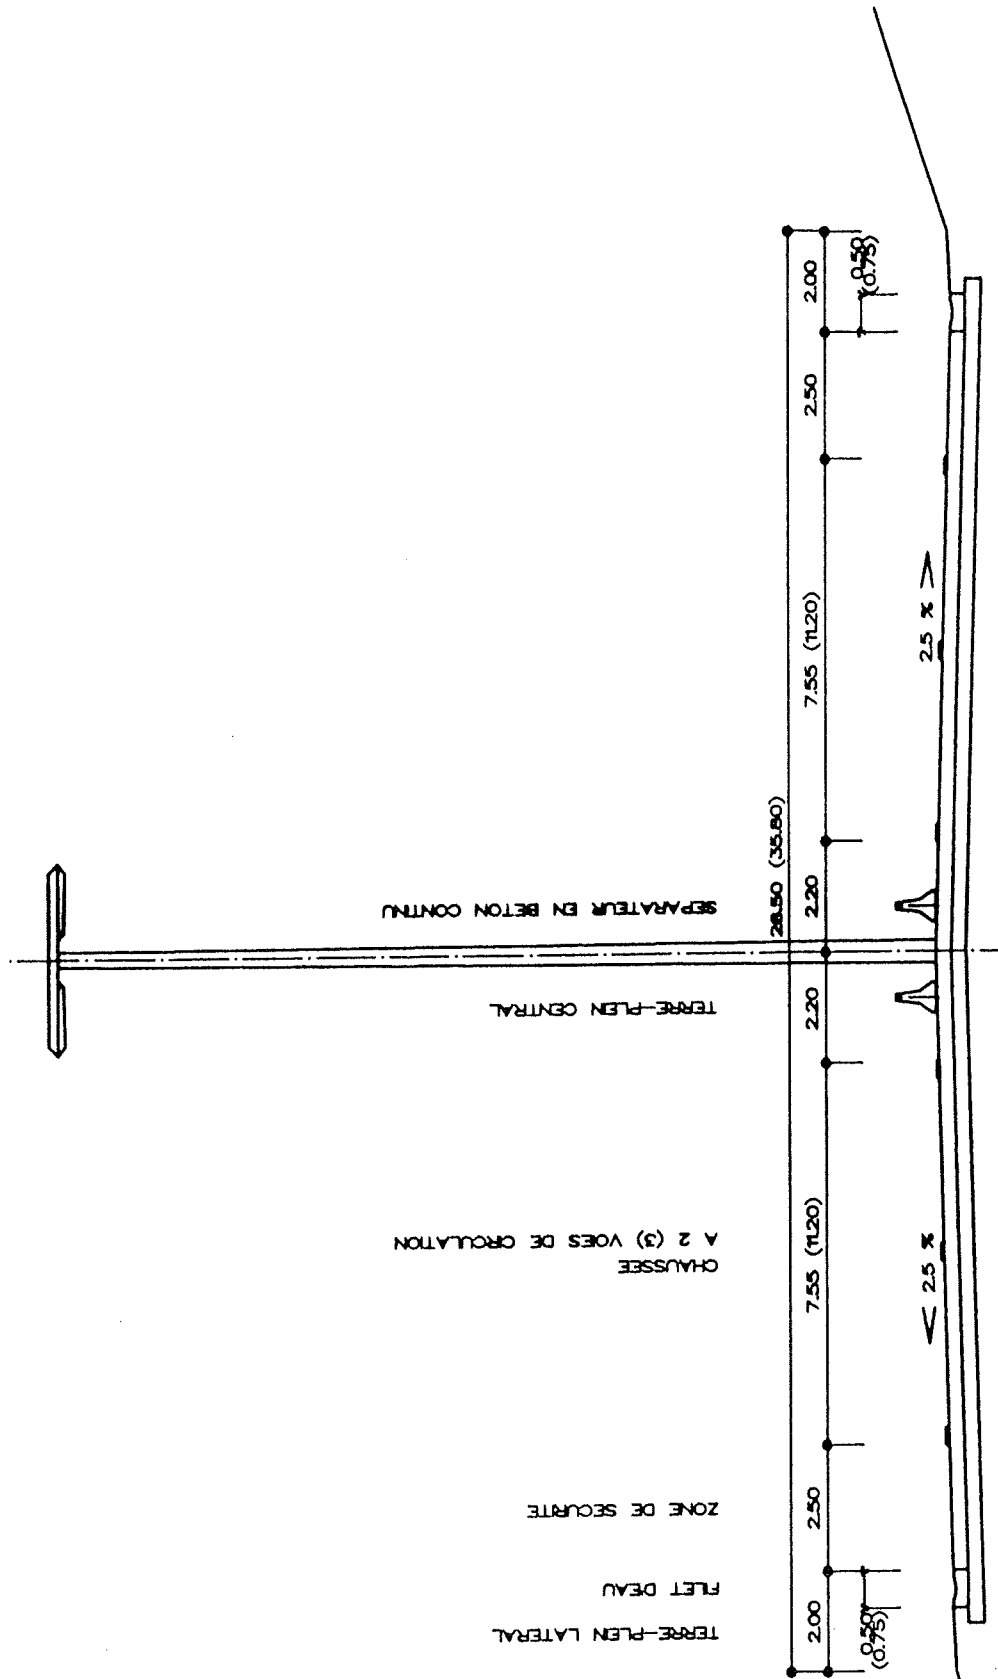 SEPARATEUR EN BETON CONTINU
TERRE-PLEIN CENTRAL
CHAUSSEE
A 2 (3) VOIES DE CIRCULATION
ZONE DE SECURITE
FILET D'EAU
TERRE-PLEIN LATERAL
28.50 (35.80)
2.00
2.50
7.55 (11.20)
2.20
2.20
7.55 (11.20)
2.50
2.00
0.50
(0.75)
0.50
(0.75)
< 2.5 %
2.5 % >